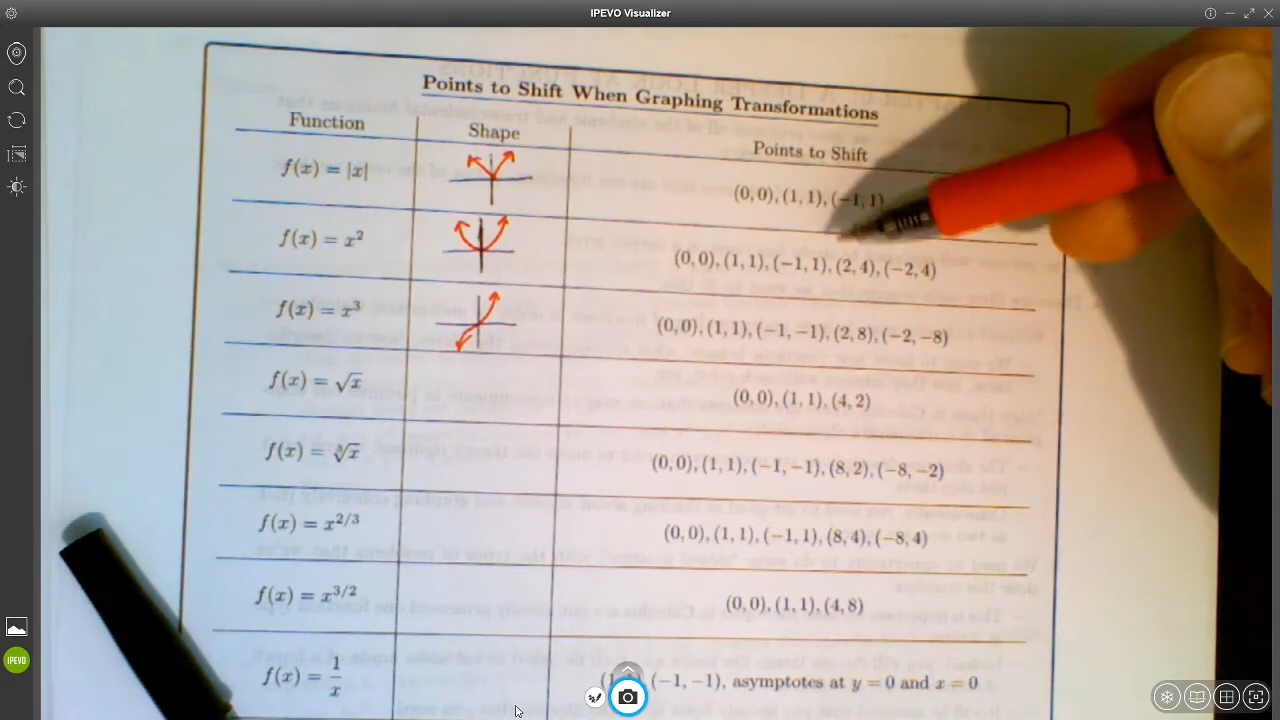 IPEVO Visualizer
Points to Shift When Graphing Transformations
Function Shape Points to Shift
f(x) = |x| (0, 0), (1, 1), (−1, 1)
f(x) = x² (0, 0), (1, 1), (−1, 1), (2, 4), (−2, 4)
f(x) = x³ (0, 0), (1, 1), (−1, −1), (2, 8), (−2, −8)
f(x) = √x (0, 0), (1, 1), (4, 2)
f(x) = ∛x (0, 0), (1, 1), (−1, −1), (8, 2), (−8, −2)
f(x) = x^{2/3} (0, 0), (1, 1), (−1, 1), (8, 4), (−8, 4)
f(x) = x^{3/2} (0, 0), (1, 1), (4, 8)
f(x) = 1/x (−1, −1), asymptotes at y = 0 and x = 0
IPEVO